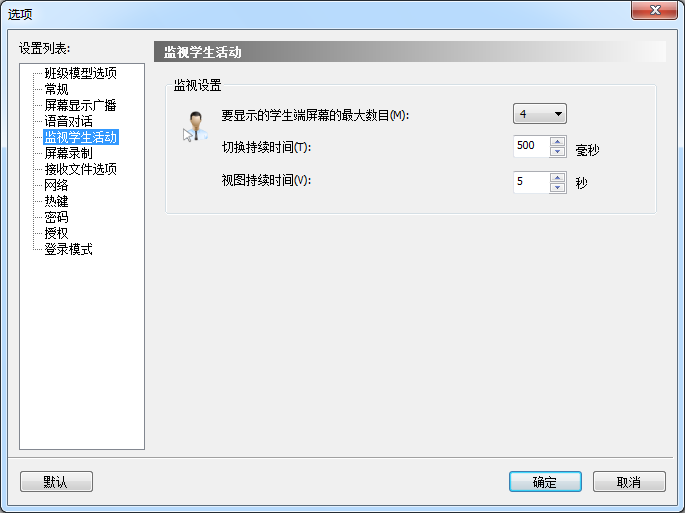 选项
设置列表:
班级模型选项
常规
屏幕显示广播
语音对话
监视学生活动
屏幕录制
接收文件选项
网络
热键
密码
授权
登录模式
监视学生活动
监视设置
要显示的学生端屏幕的最大数目(M): 4
切换持续时间(T): 500 毫秒
视图持续时间(V): 5 秒
默认 确定 取消